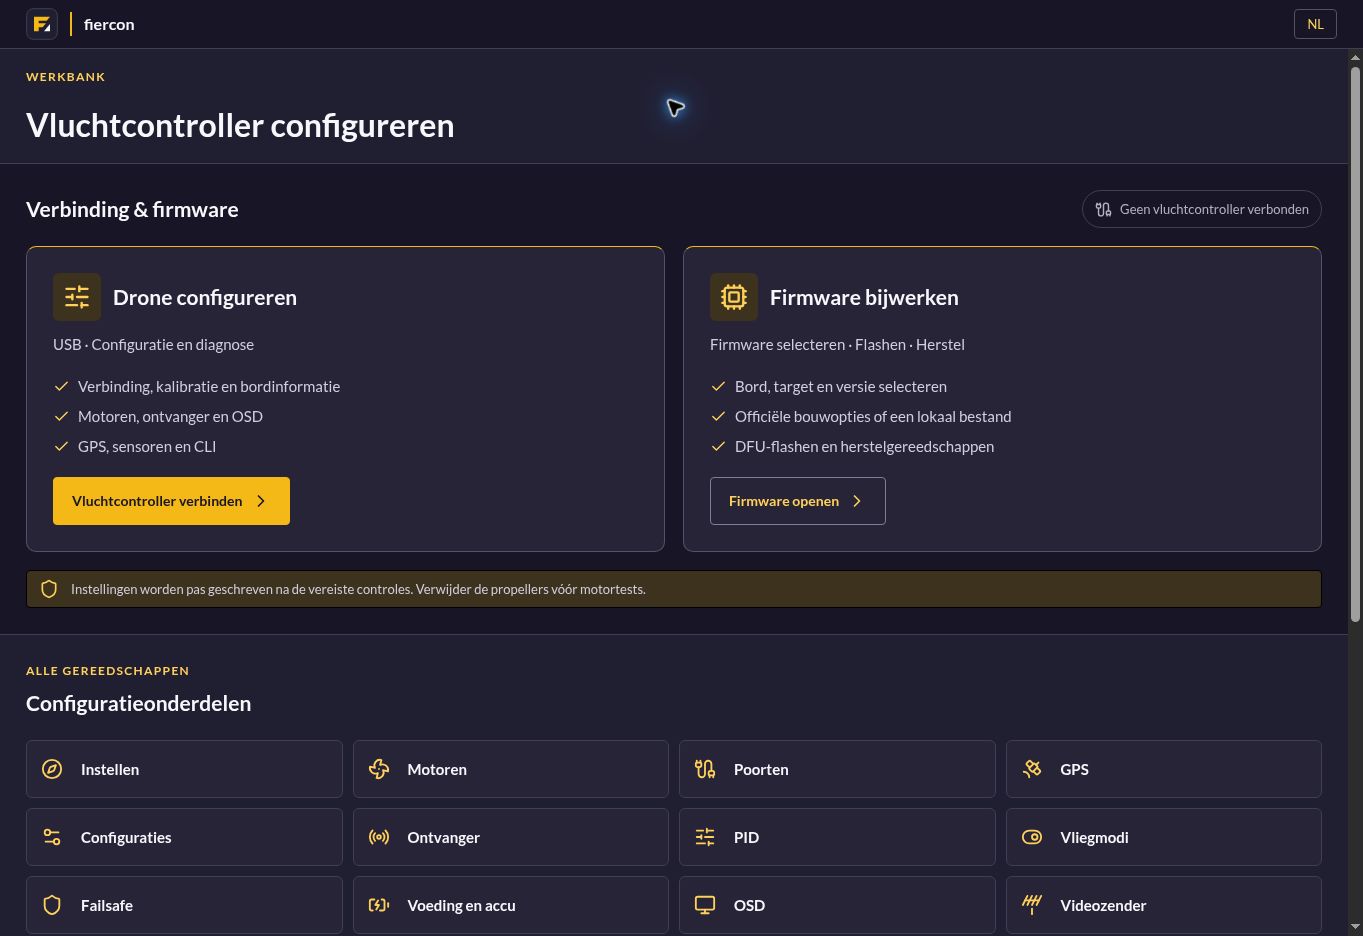 fiercon
NL
WERKBANK
Vluchtcontroller configureren
Verbinding & firmware
Geen vluchtcontroller verbonden
Drone configureren
USB · Configuratie en diagnose
Verbinding, kalibratie en bordinformatie
Motoren, ontvanger en OSD
GPS, sensoren en CLI
Vluchtcontroller verbinden
Firmware bijwerken
Firmware selecteren · Flashen · Herstel
Bord, target en versie selecteren
Officiële bouwopties of een lokaal bestand
DFU-flashen en herstelgereedschappen
Firmware openen
Instellingen worden pas geschreven na de vereiste controles. Verwijder de propellers vóór motortests.
ALLE GEREEDSCHAPPEN
Configuratieonderdelen
Instellen
Motoren
Poorten
GPS
Configuraties
Ontvanger
PID
Vliegmodi
Failsafe
Voeding en accu
OSD
Videozender